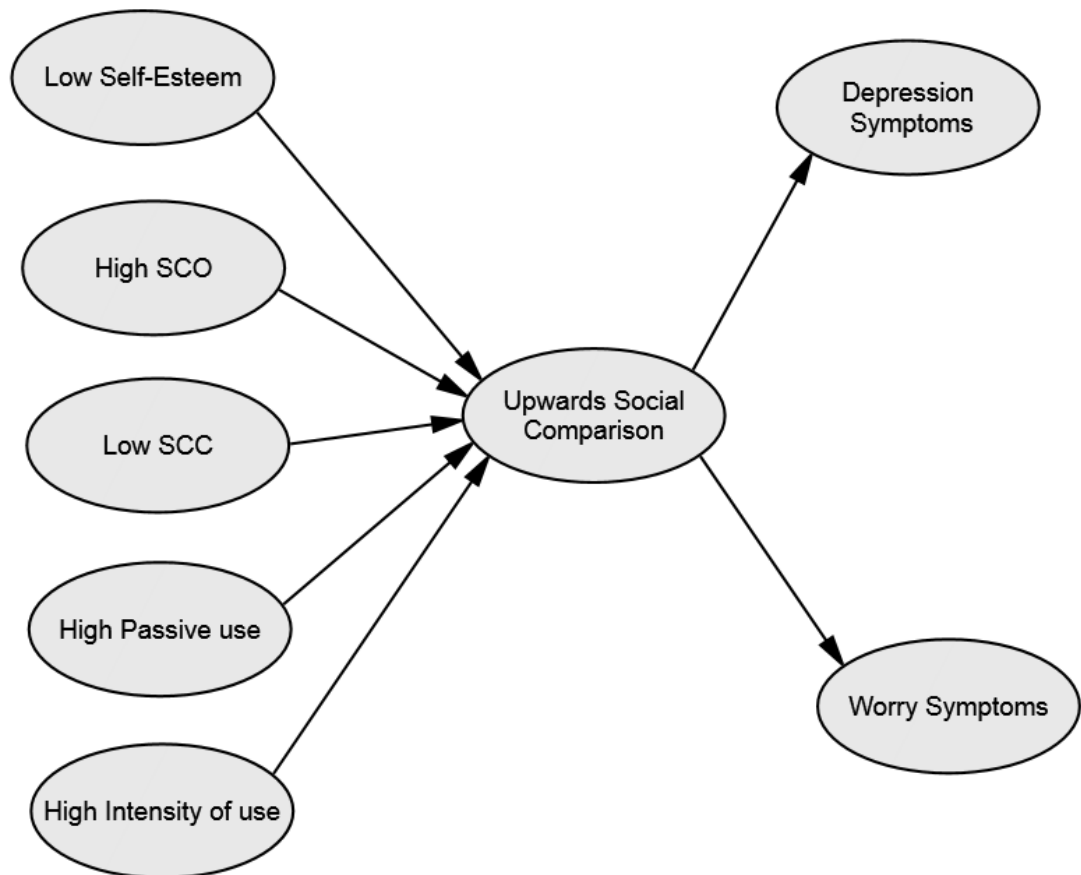 Low Self-Esteem
High SCO
Low SCC
High Passive use
High Intensity of use
Upwards Social
Comparison
Depression
Symptoms
Worry Symptoms